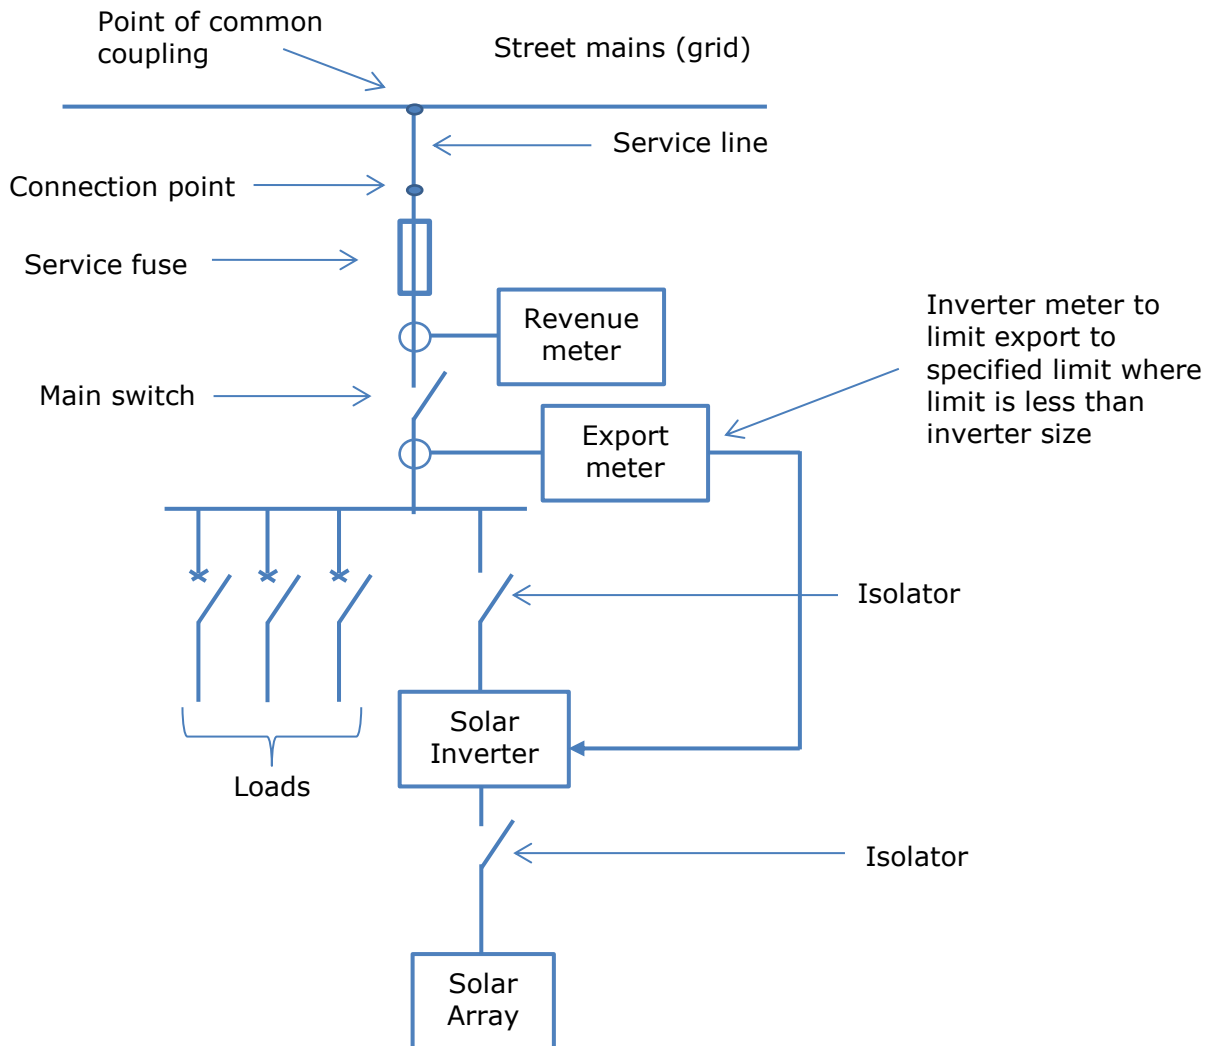 Point of common
coupling
Street mains (grid)
Service line
Connection point
Service fuse
Revenue
meter
Inverter meter to
limit export to
specified limit where
limit is less than
inverter size
Main switch
Export
meter
Isolator
Solar
Inverter
Loads
Isolator
Solar
Array